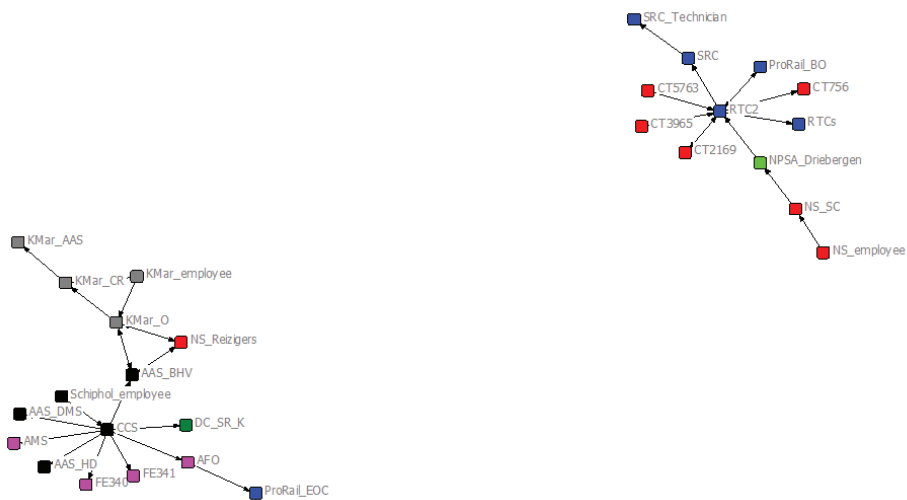 SRC_Technician
SRC
ProRail_BO
CT5763
CT756
RTC2
CT3965
RTCs
CT2169
NPSA_Driebergen
NS_SC
NS_employee
KMar_AAS
KMar_CR
KMar_employee
KMar_O
NS_Reizigers
AAS_BHV
Schiphol_employee
AAS_DMS
CCS
DC_SR_K
AMS
AAS_HD
AFO
FE340
FE341
ProRail_EOC